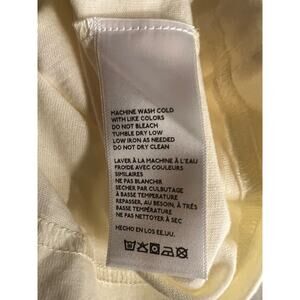 MACHINE WASH COLD
WITH LIKE COLORS
DO NOT BLEACH
TUMBLE DRY LOW
LOW IRON AS NEEDED
DO NOT DRY CLEAN
LAVER À LA MACHINE À L'EAU
FROIDE AVEC COULEURS
SIMILAIRES
NE PAS BLANCHIR
SECHER PAR CULBUTAGE
À BASSE TEMPERATURE
REPASSER, AU BESOIN, À TRÈS
BASSE TEMPÉRATURE
NE PAS NETTOYER À SEC
HECHO EN LOS EE.UU.